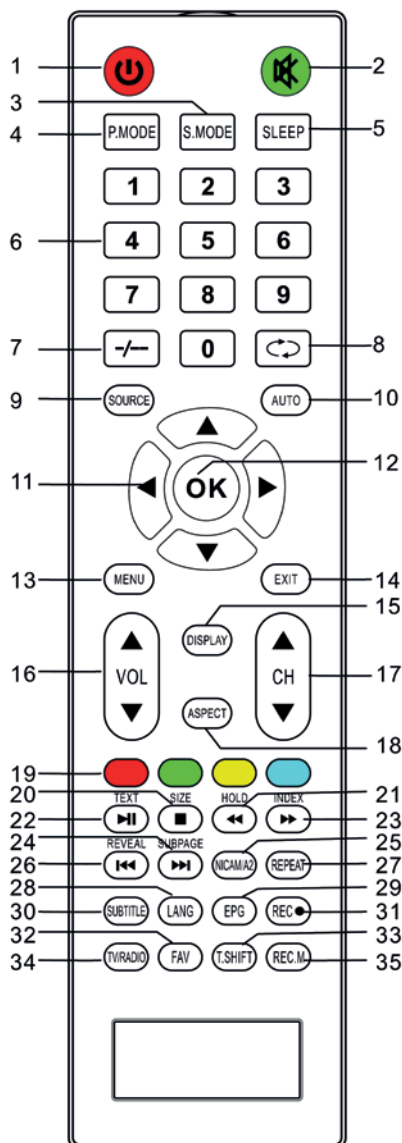 1 2
3
4 P.MODE S.MODE SLEEP 5
1 2 3
6 4 5 6
7 8 9
7 -/-- 0 8
9 SOURCE AUTO 10
11 OK 12
13 MENU EXIT 14
15
DISPLAY
16 VOL CH 17
ASPECT
18
19
20 TEXT SIZE HOLD INDEX 21
22 23
24 REVEAL SUBPAGE 25
26 NICAM/A2 REPEAT 27
28 29
30 SUBTITLE LANG EPG REC 31
32 33
34 TV/RADIO FAV T.SHIFT REC.M 35